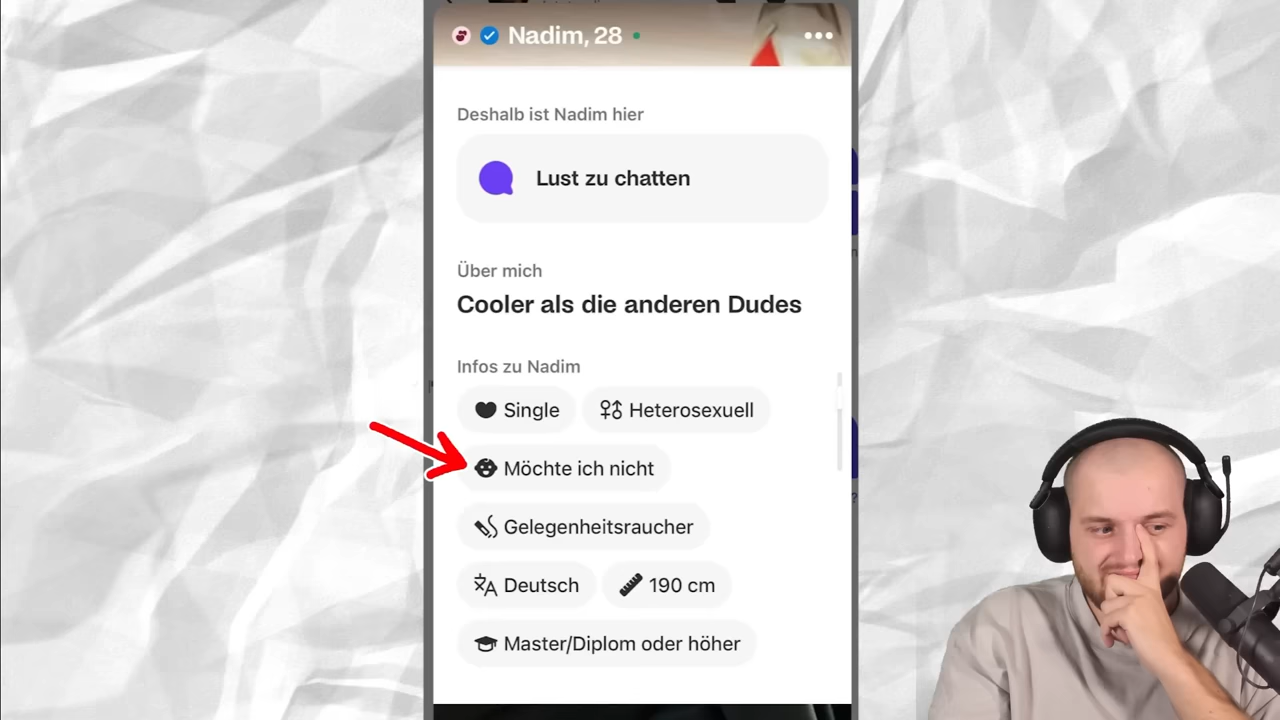 Nadim, 28
Deshalb ist Nadim hier
Lust zu chatten
Über mich
Cooler als die anderen Dudes
Infos zu Nadim
Single
Heterosexuell
Möchte ich nicht
Gelegenheitsraucher
Deutsch
190 cm
Master/Diplom oder höher